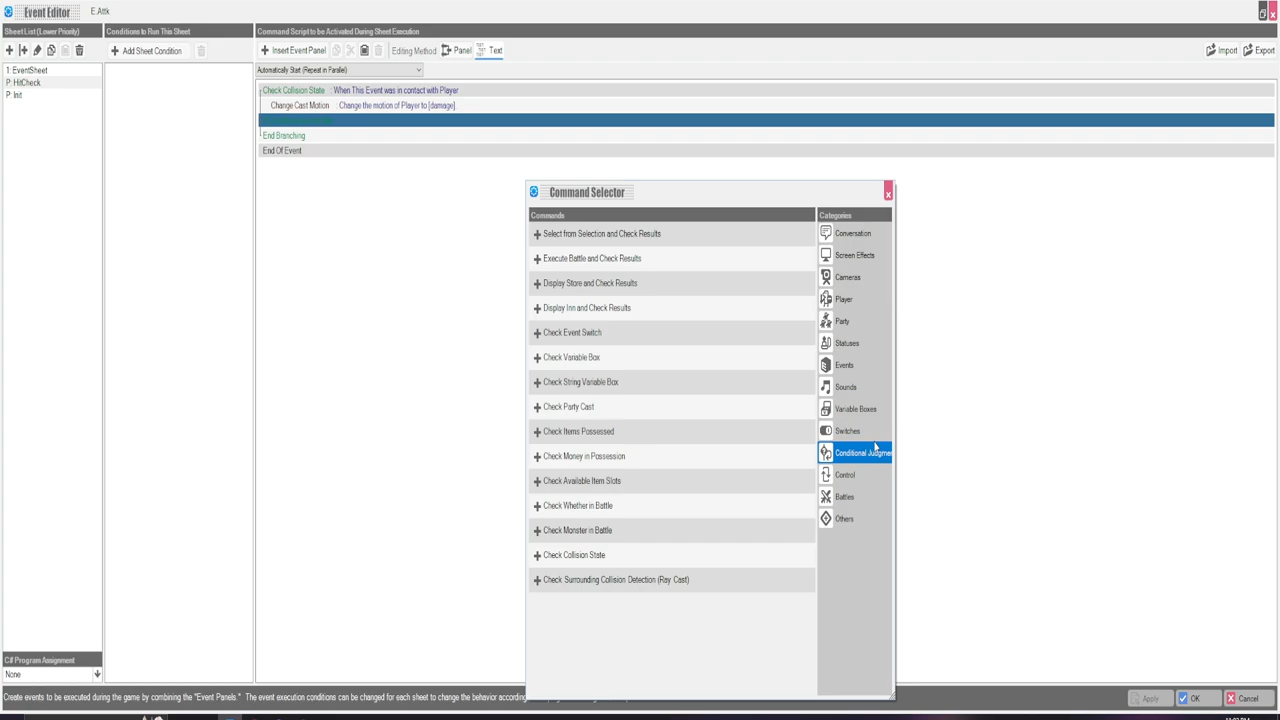 Event Editor E.Attk
Sheet List (Lower Priority)
1: EventSheet
P: HitCheck
P: Init
C# Program Assignment
None
Conditions to Run This Sheet
Add Sheet Condition
Command Script to be Activated During Sheet Execution
Insert Event Panel Editing Method Panel Text Import Export
Automatically Start (Repeat in Parallel)
Check Collision State : When This Event was in contact with Player
Change Cast Motion : Change the motion of Player to [damage].
End Branching
End Of Event
Command Selector
Commands
Select from Selection and Check Results
Execute Battle and Check Results
Display Store and Check Results
Display Inn and Check Results
Check Event Switch
Check Variable Box
Check String Variable Box
Check Party Cast
Check Items Possessed
Check Money in Possession
Check Available Item Slots
Check Whether in Battle
Check Monster in Battle
Check Collision State
Check Surrounding Collision Detection (Ray Cast)
Categories
Conversation
Screen Effects
Cameras
Player
Party
Statuses
Events
Sounds
Variable Boxes
Switches
Conditional Judgmen
Control
Battles
Others
Create events to be executed during the game by combining the "Event Panels." The event execution conditions can be changed for each sheet to change the behavior accordin
Apply OK Cancel